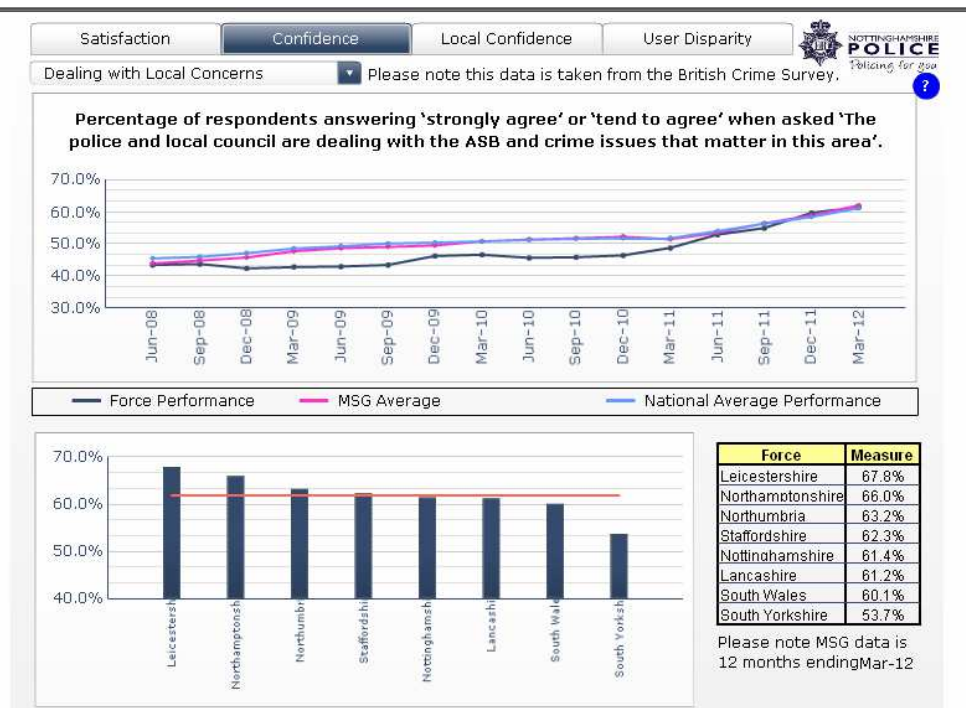 Satisfaction
Confidence
Local Confidence
User Disparity
NOTTINGHAMSHIRE
POLICE
Policing for you
Dealing with Local Concerns
Please note this data is taken from the British Crime Survey.
?
Percentage of respondents answering ‘strongly agree’ or ‘tend to agree’ when asked ‘The
police and local council are dealing with the ASB and crime issues that matter in this area’.
70.0%
60.0%
50.0%
40.0%
30.0%
Jun-08
Sep-08
Dec-08
Mar-09
Jun-09
Sep-09
Dec-09
Mar-10
Jun-10
Sep-10
Dec-10
Mar-11
Jun-11
Sep-11
Dec-11
Mar-12
Force Performance
MSG Average
National Average Performance
70.0%
60.0%
50.0%
40.0%
Leicestersh
Northamptonsh
Northumbri
Staffordshi
Nottinghamsh
Lancashi
South Wale
South Yorksh
Force Measure
Leicestershire 67.8%
Northamptonshire 66.0%
Northumbria 63.2%
Staffordshire 62.3%
Nottinghamshire 61.4%
Lancashire 61.2%
South Wales 60.1%
South Yorkshire 53.7%
Please note MSG data is
12 months endingMar-12